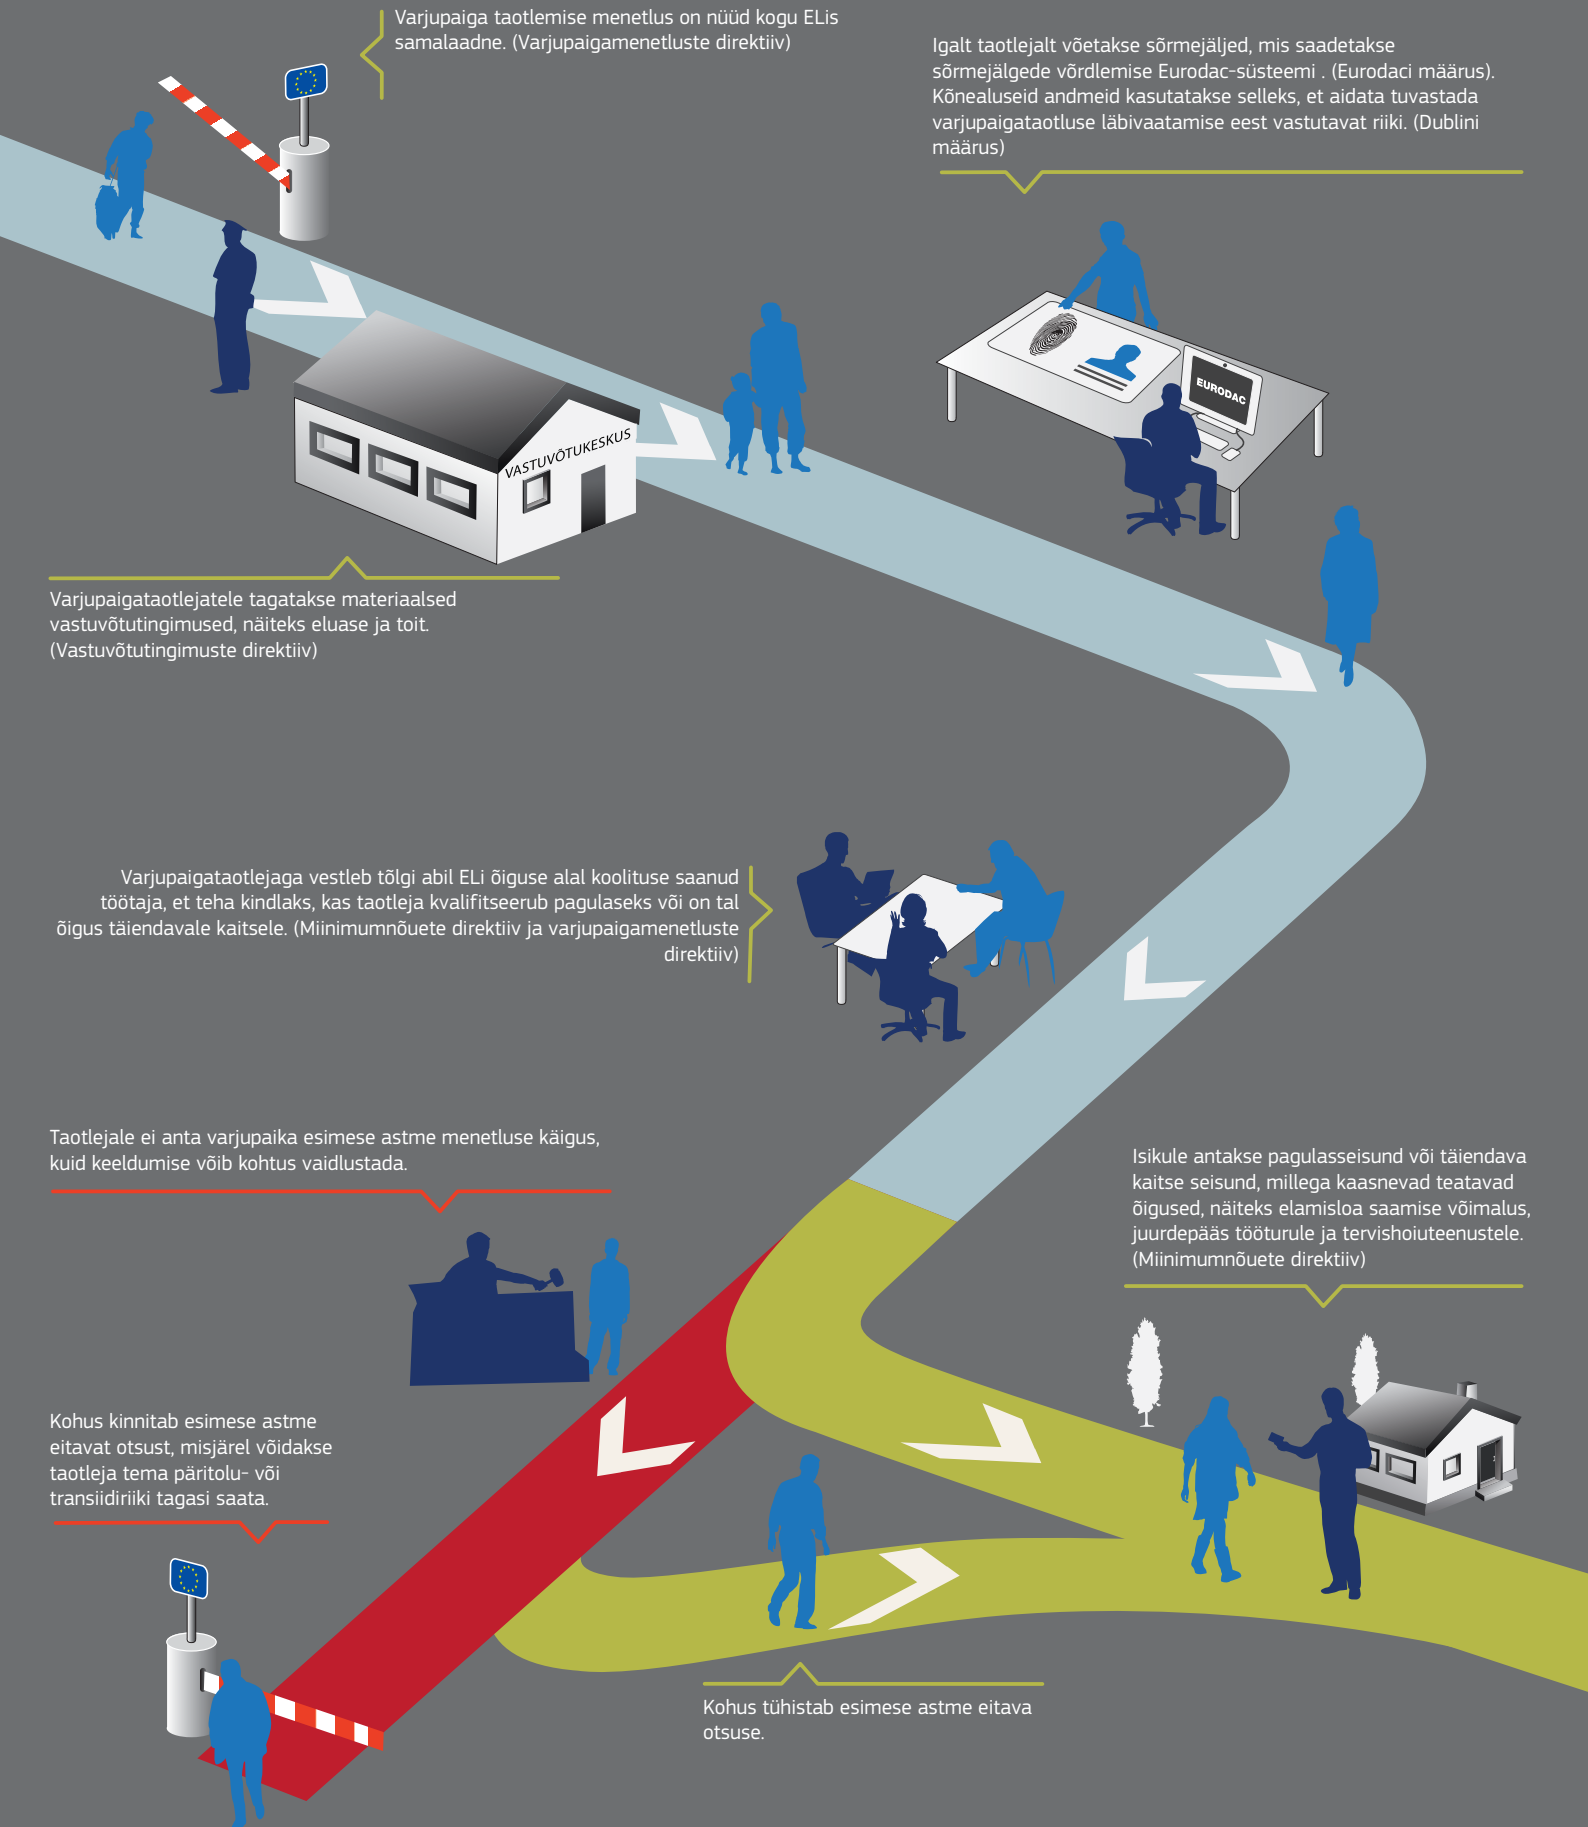 Varjupaiga taotlemise menetlus on nüüd kogu ELis
samalaadne. (Varjupaigamenetluste direktiiv)
Igalt taotlejalt võetakse sõrmejäljed, mis saadetakse
sõrmejälgede võrdlemise Eurodac-süsteemi . (Eurodaci määrus).
Kõnealuseid andmeid kasutatakse selleks, et aidata tuvastada
varjupaigataotluse läbivaatamise eest vastutavat riiki. (Dublini
määrus)
EURODAC
VASTUVÕTUKESKUS
Varjupaigataotlejatele tagatakse materiaalsed
vastuvõtutingimused, näiteks eluase ja toit.
(Vastuvõtutingimuste direktiiv)
Varjupaigataotlejaga vestleb tõlgi abil ELi õiguse alal koolituse saanud
töötaja, et teha kindlaks, kas taotleja kvalifitseerub pagulaseks või on tal
õigus täiendavale kaitsele. (Miinimumnõuete direktiiv ja varjupaigamenetluste
direktiiv)
Taotlejale ei anta varjupaika esimese astme menetluse käigus,
kuid keeldumise võib kohtus vaidlustada.
Isikule antakse pagulasseisund või täiendava
kaitse seisund, millega kaasnevad teatavad
õigused, näiteks elamisloa saamise võimalus,
juurdepääs tööturule ja tervishoiuteenustele.
(Miinimumnõuete direktiiv)
Kohus kinnitab esimese astme
eitavat otsust, misjärel võidakse
taotleja tema päritolu- või
transiidiriiki tagasi saata.
Kohus tühistab esimese astme eitava
otsuse.